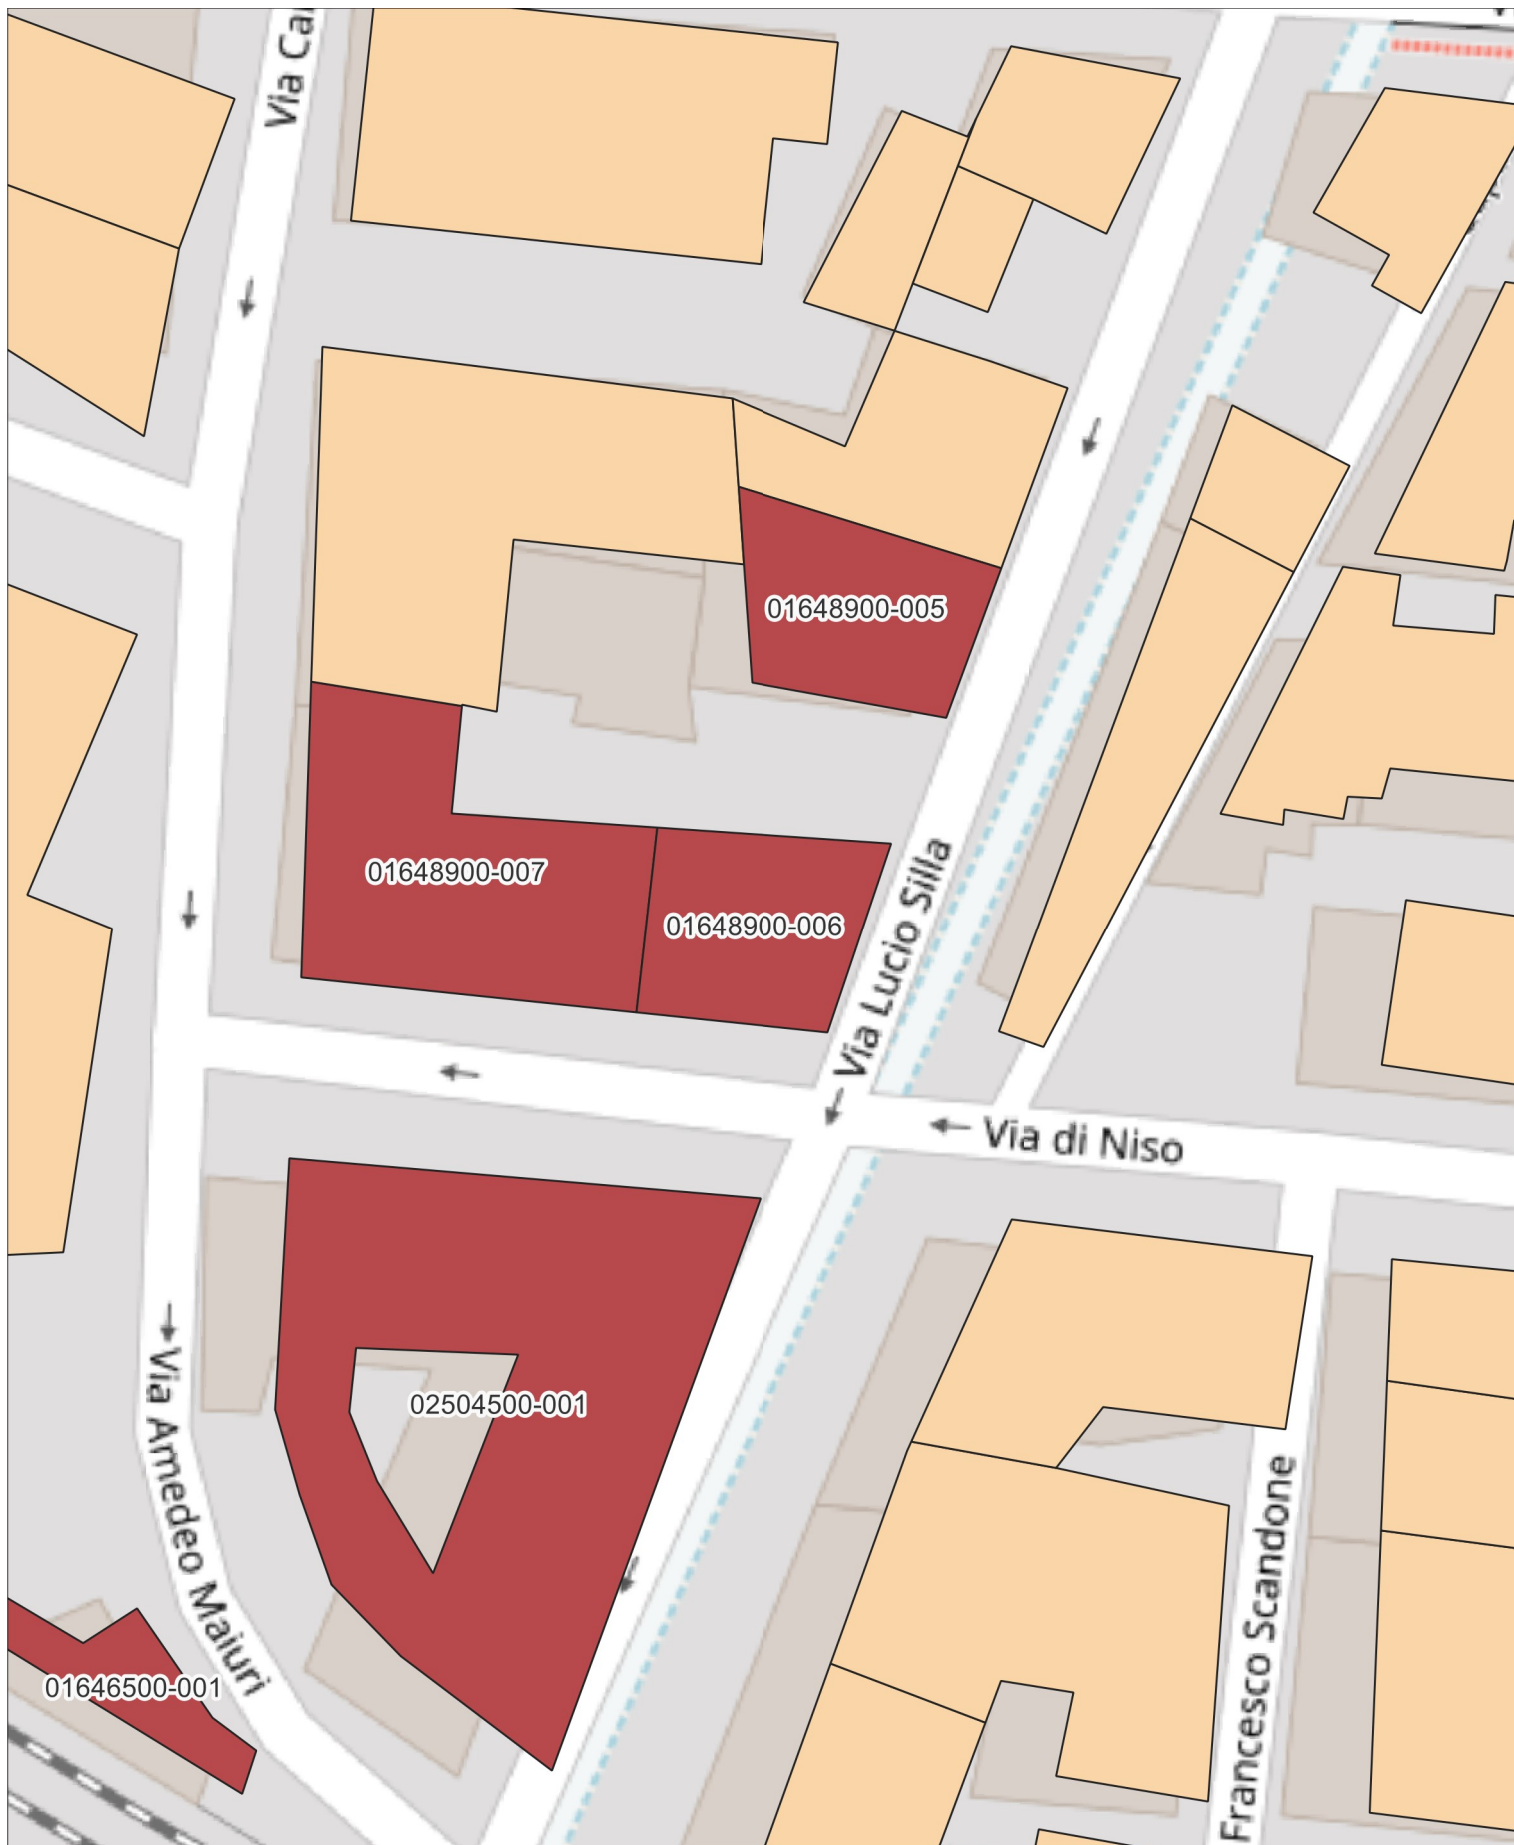 Via Ca
01648900-005
01648900-007
01648900-006
Via Lucio Silla
Via di Niso
02504500-001
Via Amedeo Maiuri
01646500-001
Francesco Scandone